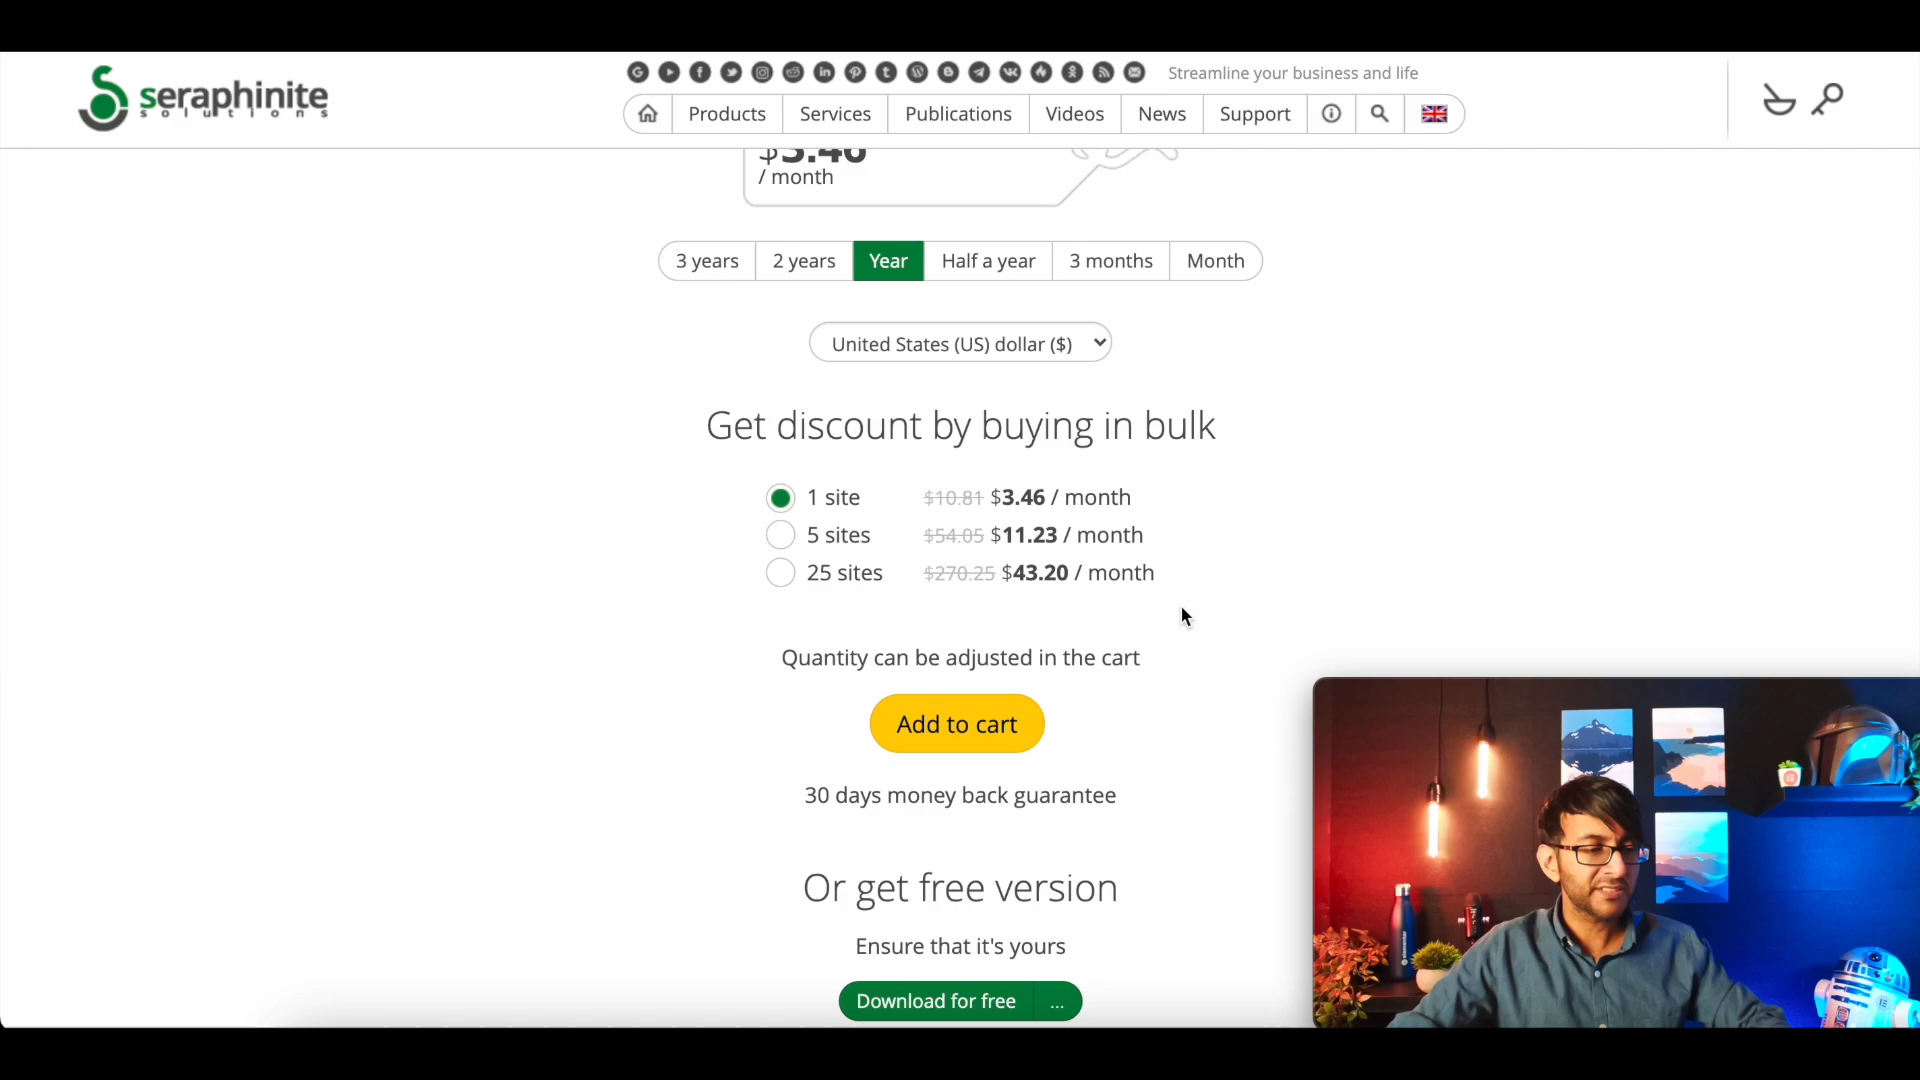 seraphinite
solutions
Streamline your business and life
Products
Services
Publications
Videos
News
Support
$3.46
/ month
3 years
2 years
Year
Half a year
3 months
Month
United States (US) dollar ($)
Get discount by buying in bulk
1 site $10.81 $3.46 / month
5 sites $54.05 $11.23 / month
25 sites $270.25 $43.20 / month
Quantity can be adjusted in the cart
Add to cart
30 days money back guarantee
Or get free version
Ensure that it's yours
Download for free ...
elementor